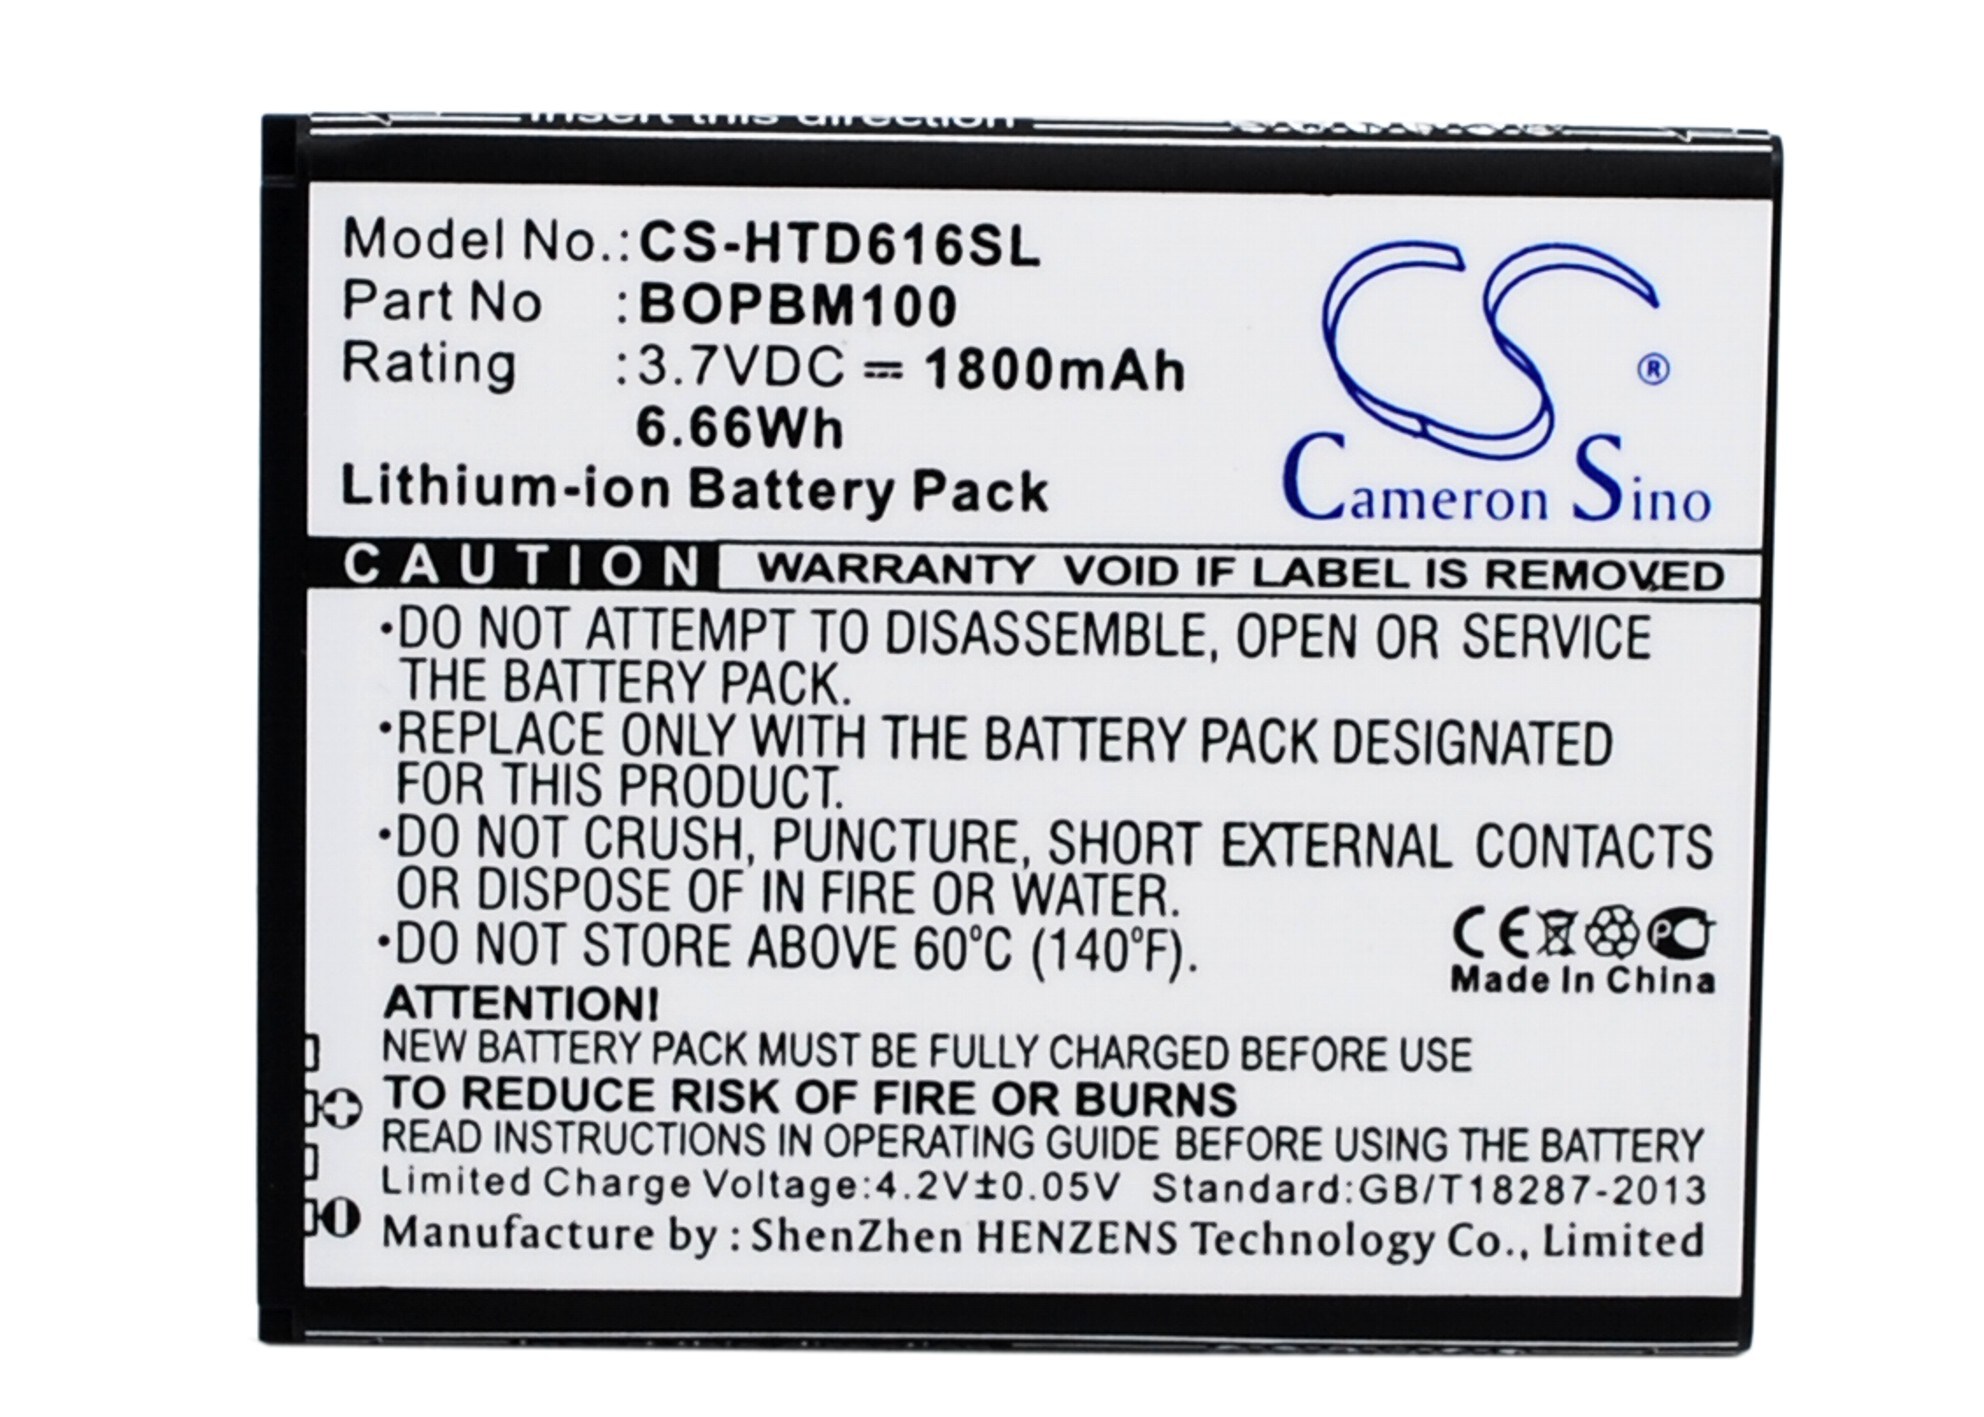 Insert this direction
Model No.: CS-HTD616SL
Part No : BOPBM100
Rating : 3.7VDC ⎓ 1800mAh
6.66Wh
Lithium-ion Battery Pack
CS ®
Cameron Sino
CAUTION WARRANTY VOID IF LABEL IS REMOVED
•DO NOT ATTEMPT TO DISASSEMBLE, OPEN OR SERVICE
THE BATTERY PACK.
•REPLACE ONLY WITH THE BATTERY PACK DESIGNATED
FOR THIS PRODUCT.
•DO NOT CRUSH, PUNCTURE, SHORT EXTERNAL CONTACTS
OR DISPOSE OF IN FIRE OR WATER.
•DO NOT STORE ABOVE 60°C (140°F).
CE PC
Made In China
ATTENTION!
NEW BATTERY PACK MUST BE FULLY CHARGED BEFORE USE
TO REDUCE RISK OF FIRE OR BURNS
READ INSTRUCTIONS IN OPERATING GUIDE BEFORE USING THE BATTERY
Limited Charge Voltage:4.2V±0.05V Standard:GB/T18287-2013
Manufacture by : ShenZhen HENZENS Technology Co., Limited